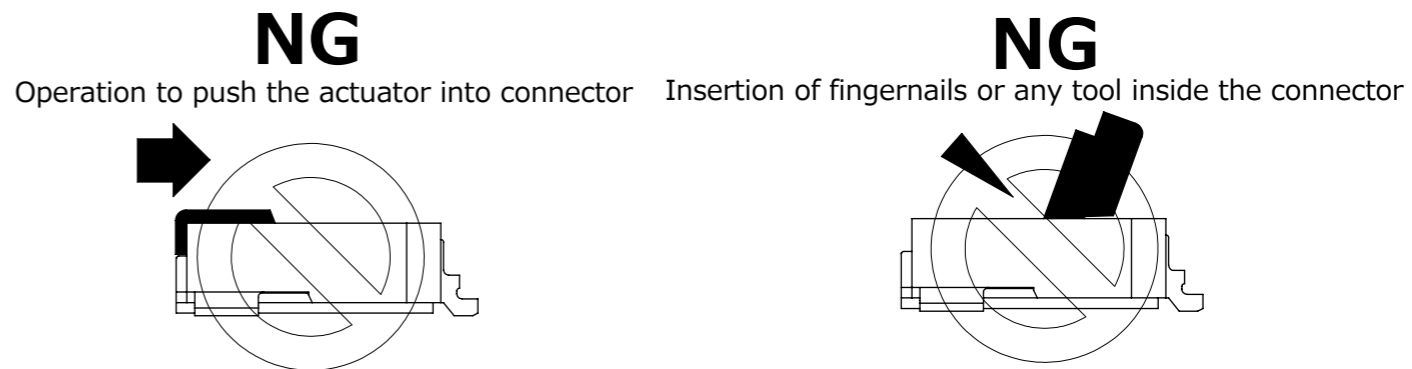 NG
Operation to push the actuator into connector
NG
Insertion of fingernails or any tool inside the connector